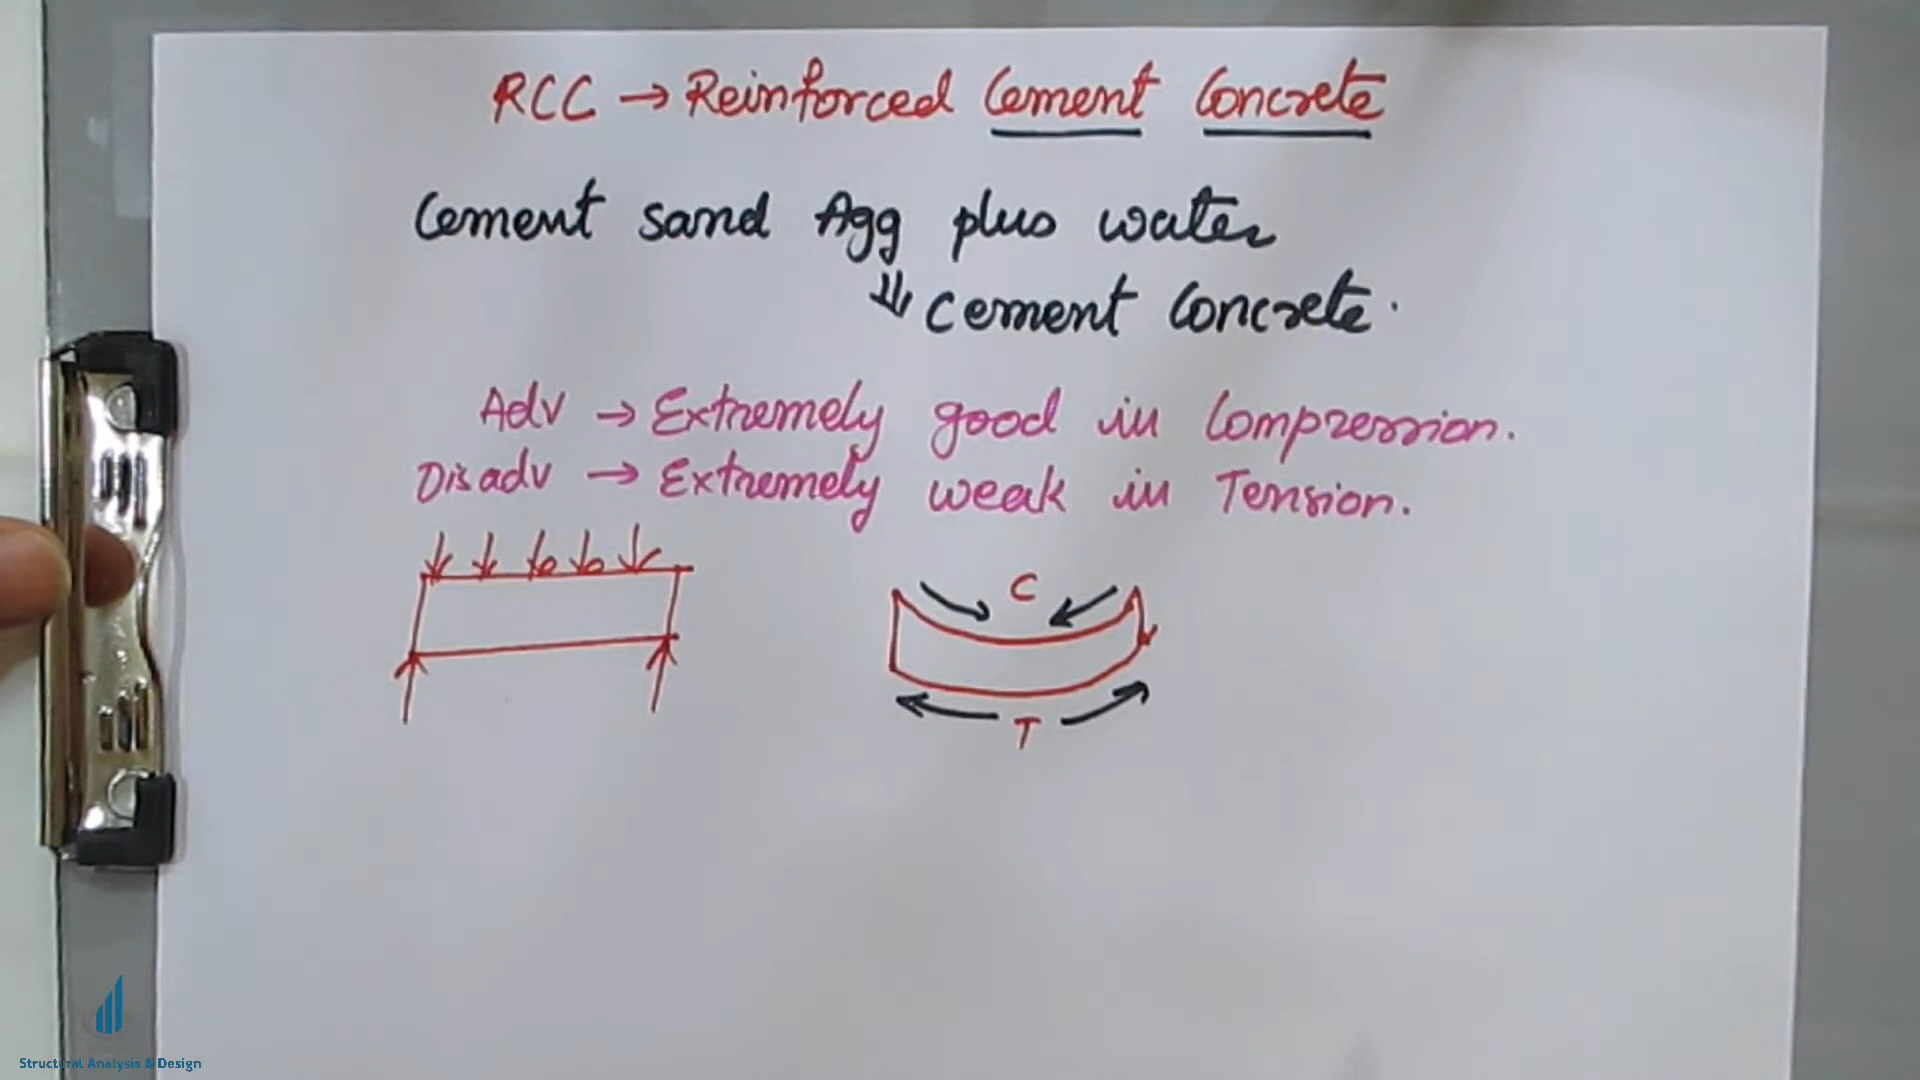 RCC → Reinforced Cement Concrete
Cement sand Agg plus water
⇓ Cement Concrete.
Adv → Extremely good in Compression.
Disadv → Extremely weak in Tension.
C
T
Structural Analysis & Design